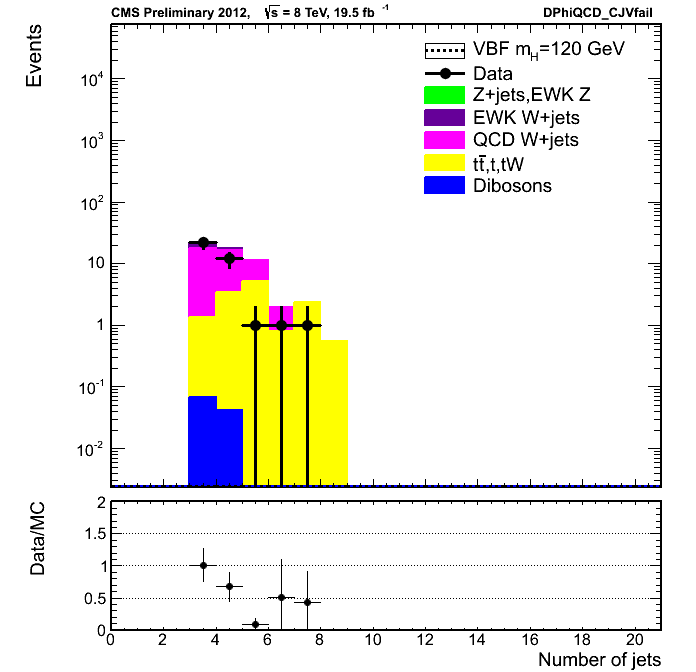 CMS Preliminary 2012, √s = 8 TeV, 19.5 fb⁻¹ DPhiQCD_CJVfail
Events
VBF m_H=120 GeV
Data
Z+jets,EWK Z
EWK W+jets
QCD W+jets
tt̄,t,tW
Dibosons
10⁴
10³
10²
10
1
10⁻¹
10⁻²
Data/MC
2
1.5
1
0.5
0
0 2 4 6 8 10 12 14 16 18 20
Number of jets